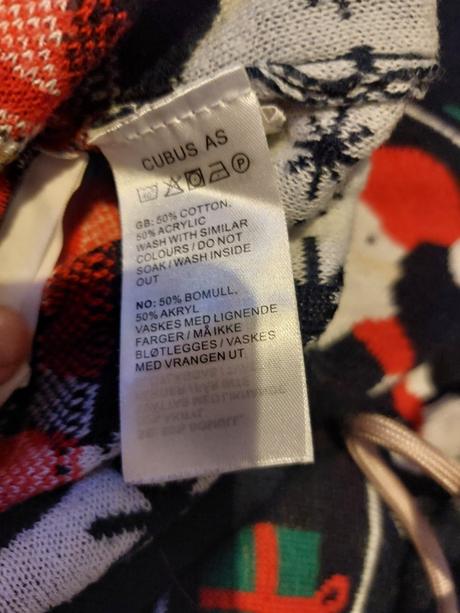 CUBUS AS
GB: 50% COTTON,
50% ACRYLIC
WASH WITH SIMILAR
COLOURS / DO NOT
SOAK / WASH INSIDE
OUT
NO: 50% BOMULL,
50% AKRYL
VASKES MED LIGNENDE
FARGER / MÅ IKKE
BLØTLEGGES / VASKES
MED VRANGEN UT